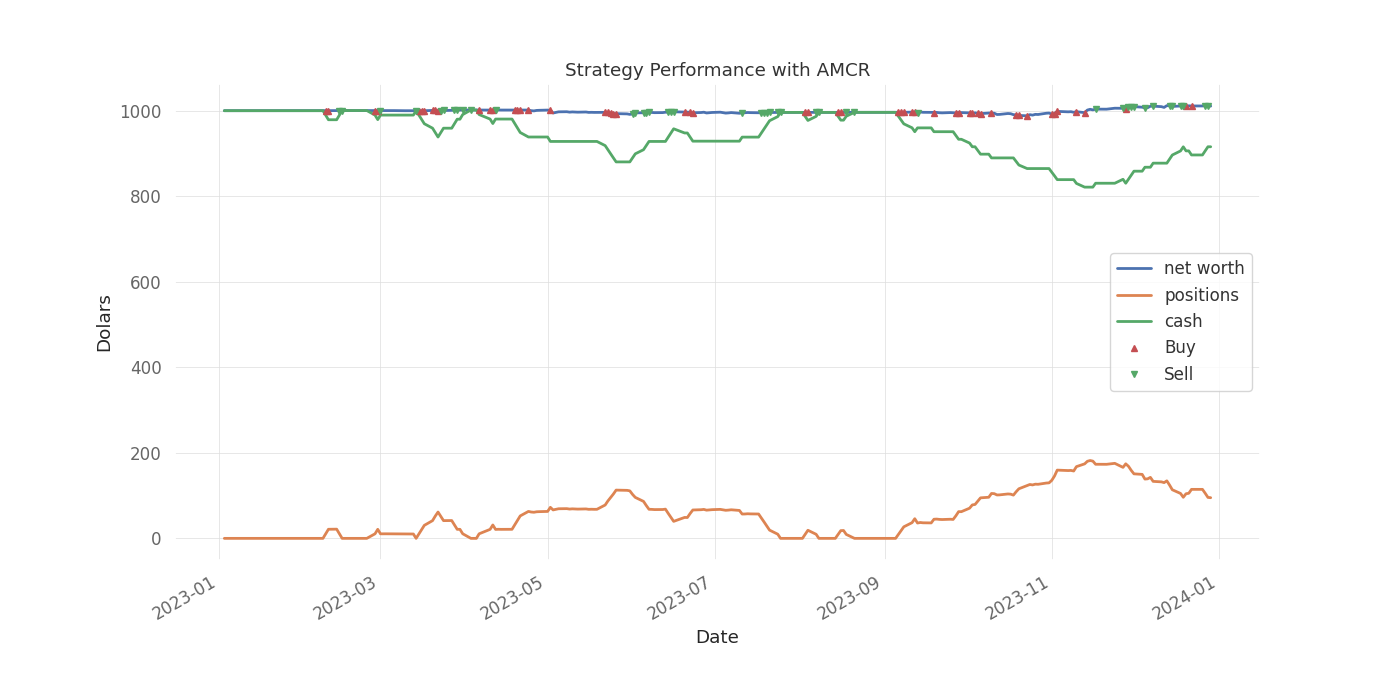 Strategy Performance with AMCR
1000
800
600
400
200
0
Dolars
net worth
positions
cash
Buy
Sell
2023-01
2023-03
2023-05
2023-07
2023-09
2023-11
2024-01
Date